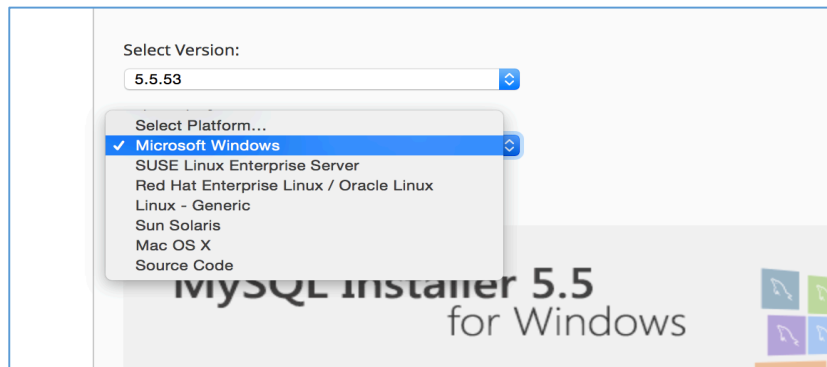 Select Version:
5.5.53
Select Platform...
✓ Microsoft Windows
SUSE Linux Enterprise Server
Red Hat Enterprise Linux / Oracle Linux
Linux - Generic
Sun Solaris
Mac OS X
Source Code
MySQL Installer 5.5
for Windows